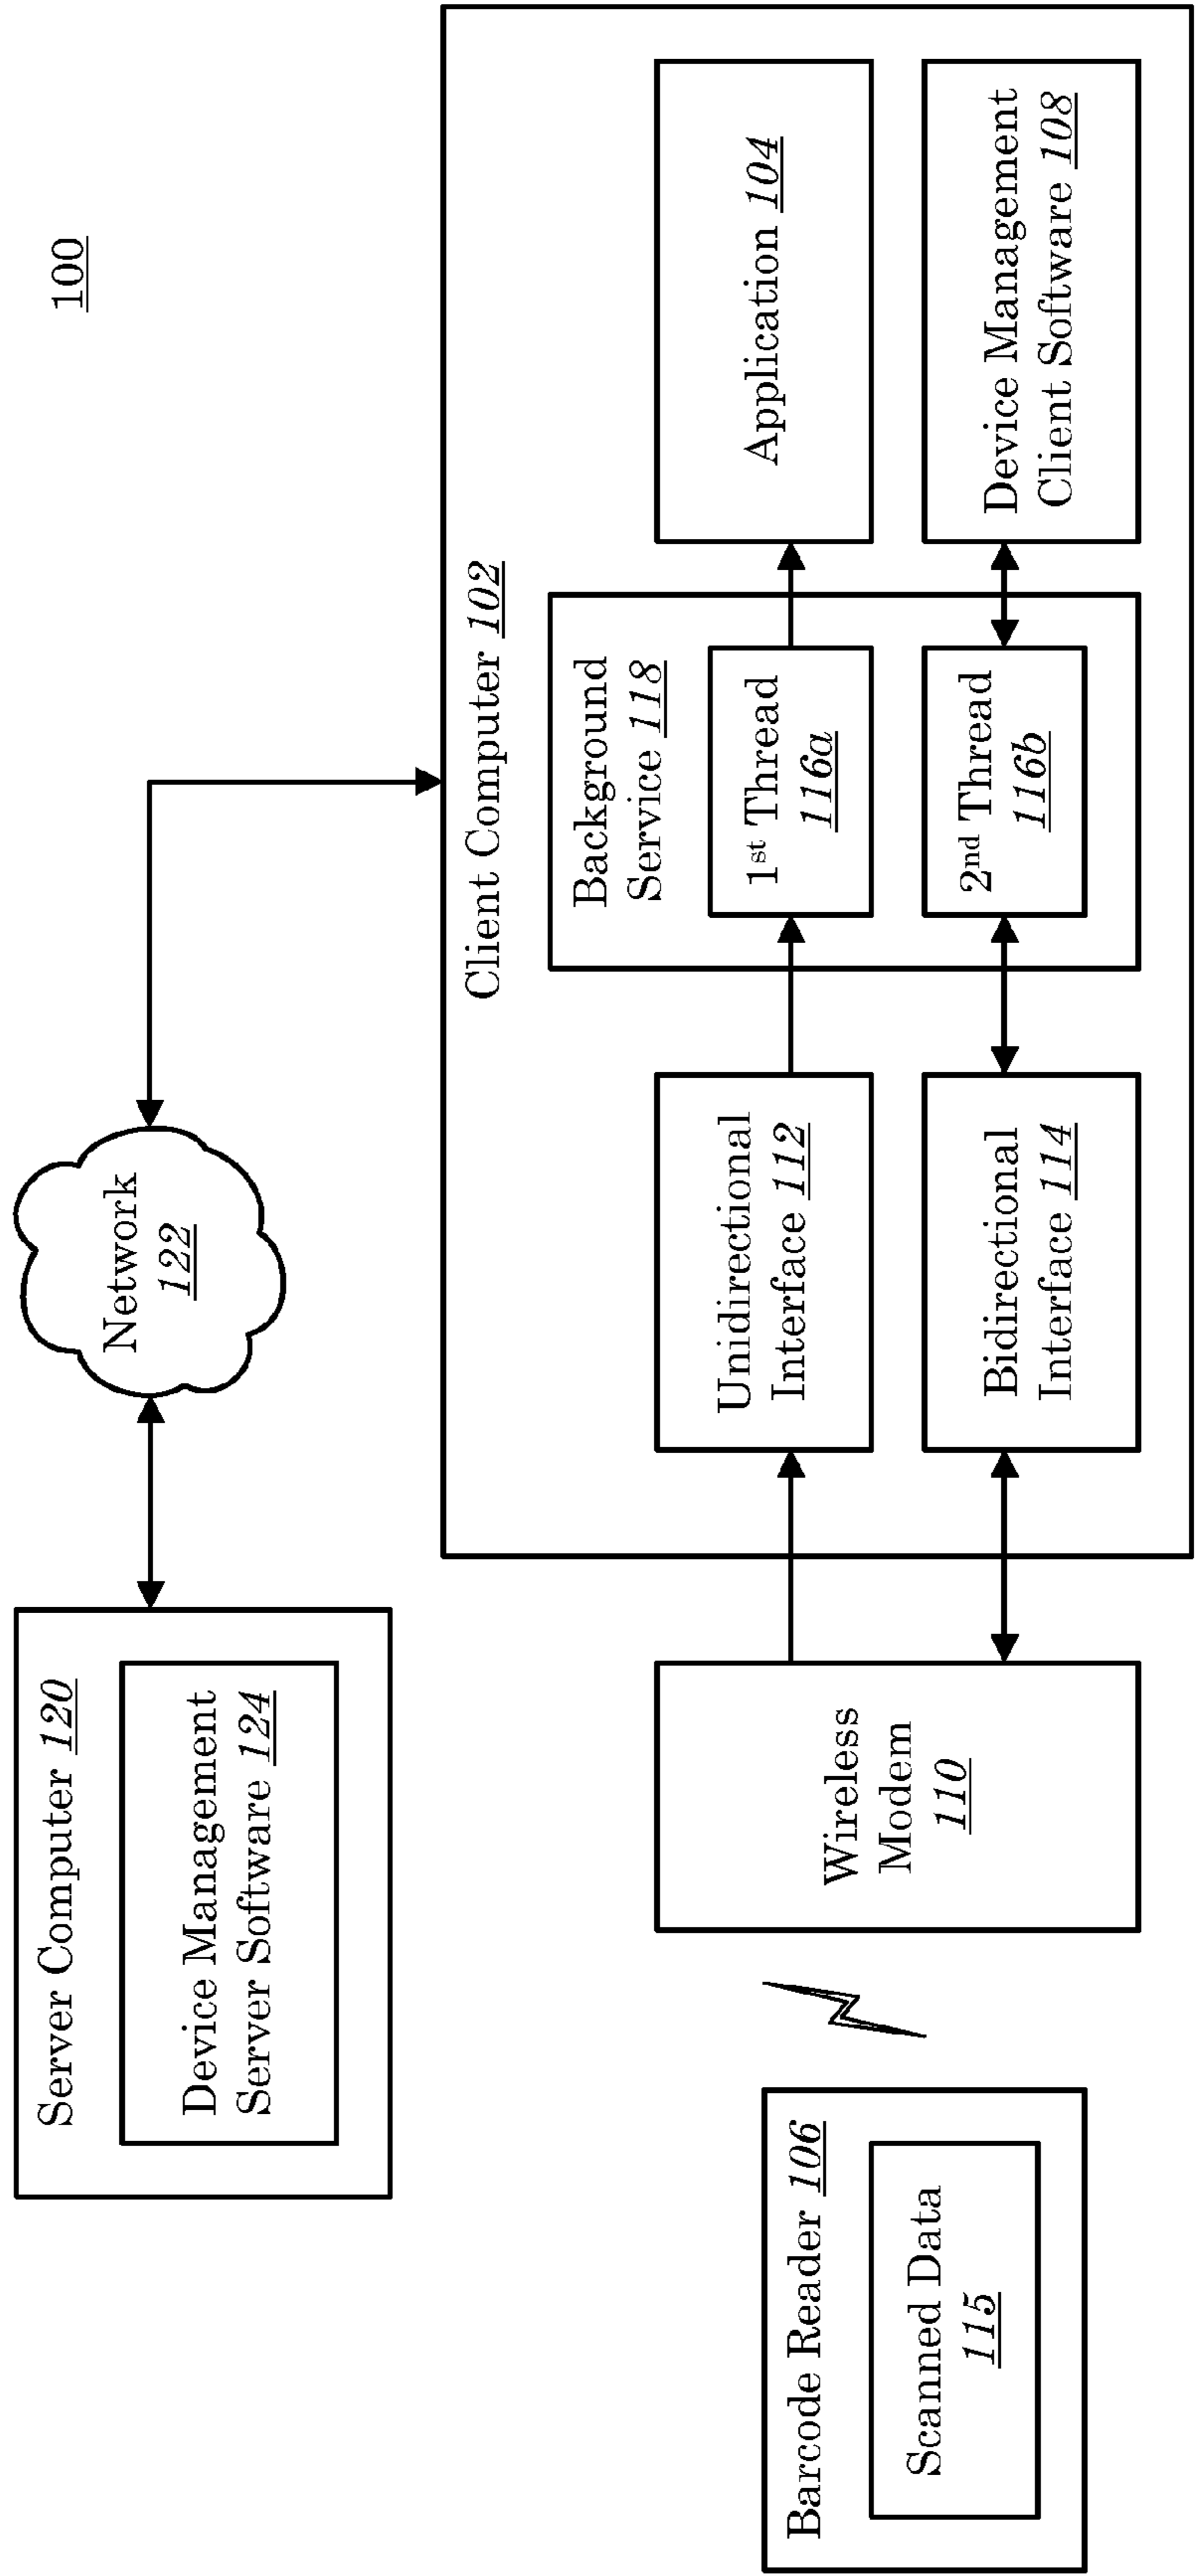 100
Server Computer 120
Device Management
Server Software 124
Network
122
Client Computer 102
Barcode Reader 106
Scanned Data
115
Wireless
Modem
110
Unidirectional
Interface 112
Bidirectional
Interface 114
Background
Service 118
1st Thread
116a
2nd Thread
116b
Application 104
Device Management
Client Software 108